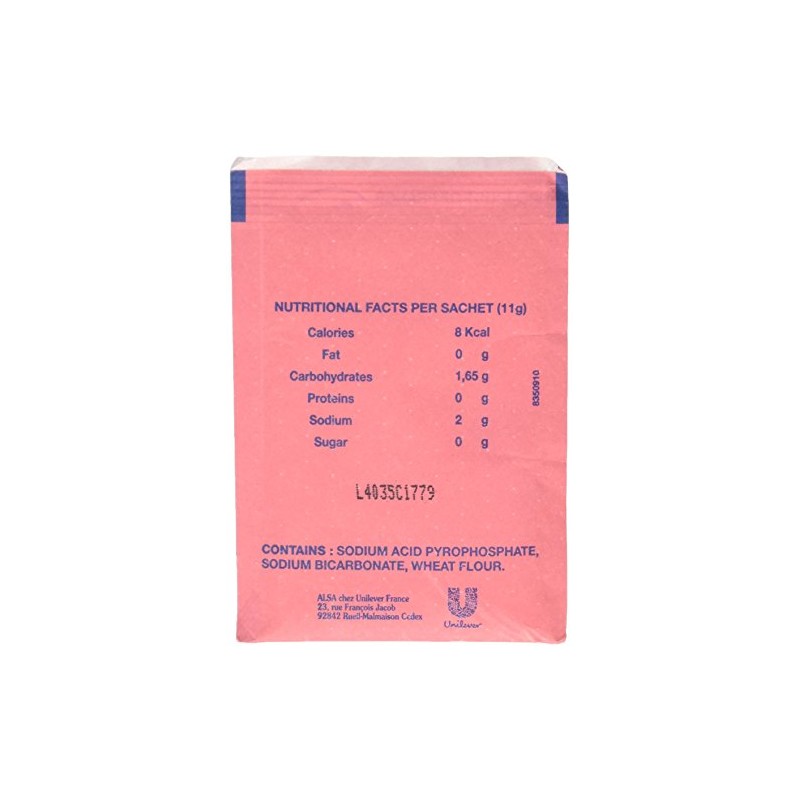 NUTRITIONAL FACTS PER SACHET (11g)
Calories 8 Kcal
Fat 0 g
Carbohydrates 1,65 g
Proteins 0 g
Sodium 2 g
Sugar 0 g
8350910
L4035C1779
CONTAINS : SODIUM ACID PYROPHOSPHATE,
SODIUM BICARBONATE, WHEAT FLOUR.
ALSA chez Unilever France
23, rue François Jacob
92842 Rueil-Malmaison Cedex
Unilever